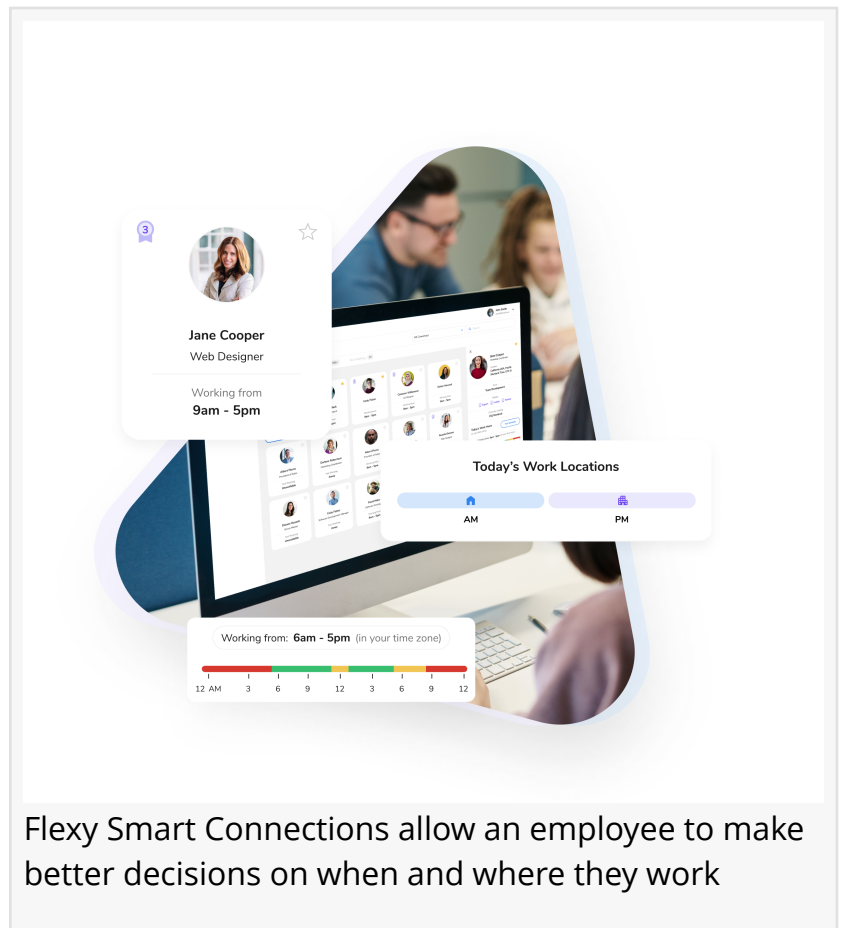 3
Jane Cooper
Web Designer
Working from
9am - 5pm
Today's Work Locations
AM
PM
Working from: 6am - 5pm (in your time zone)
12 AM 3 6 9 12 3 6 9 12
Flexy Smart Connections allow an employee to make
better decisions on when and where they work